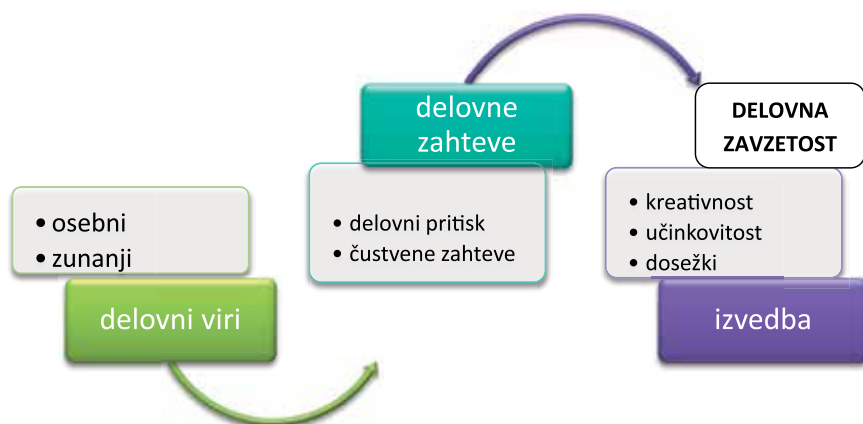 • osebni
• zunanji
delovni viri
delovne
zahteve
• delovni pritisk
• čustvene zahteve
DELOVNA
ZAVZETOST
• kreativnost
• učinkovitost
• dosežki
izvedba